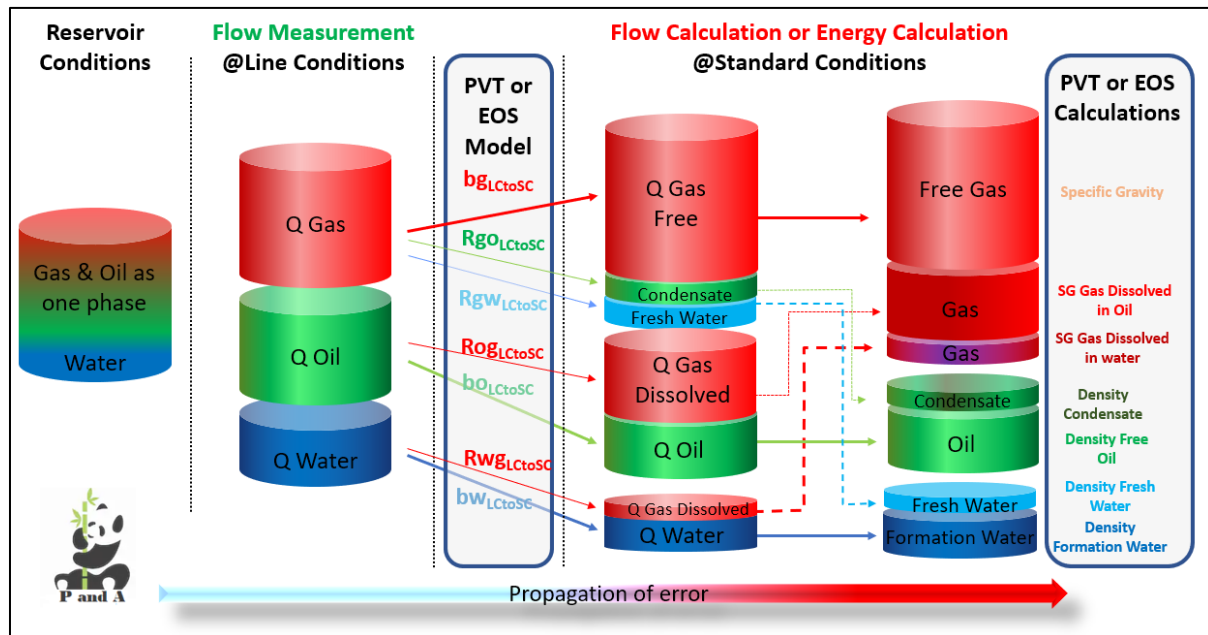 Reservoir
Conditions
Flow Measurement
@Line Conditions
PVT or
EOS
Model
Flow Calculation or Energy Calculation
@Standard Conditions
PVT or EOS
Calculations
Gas & Oil as
one phase
Water
Q Gas
Q Oil
Q Water
bgLCtoSC
RgoLCtoSC
RgwLCtoSC
RogLCtoSC
boLCtoSC
RwgLCtoSC
bwLCtoSC
Q Gas
Free
Condensate
Fresh Water
Q Gas
Dissolved
Q Oil
Q Gas Dissolved
Q Water
Free Gas
Gas
Gas
Condensate
Oil
Fresh Water
Formation Water
Specific Gravity
SG Gas Dissolved
in Oil
SG Gas Dissolved
in water
Density
Condensate
Density Free
Oil
Density Fresh
Water
Density
Formation Water
P and A
Propagation of error